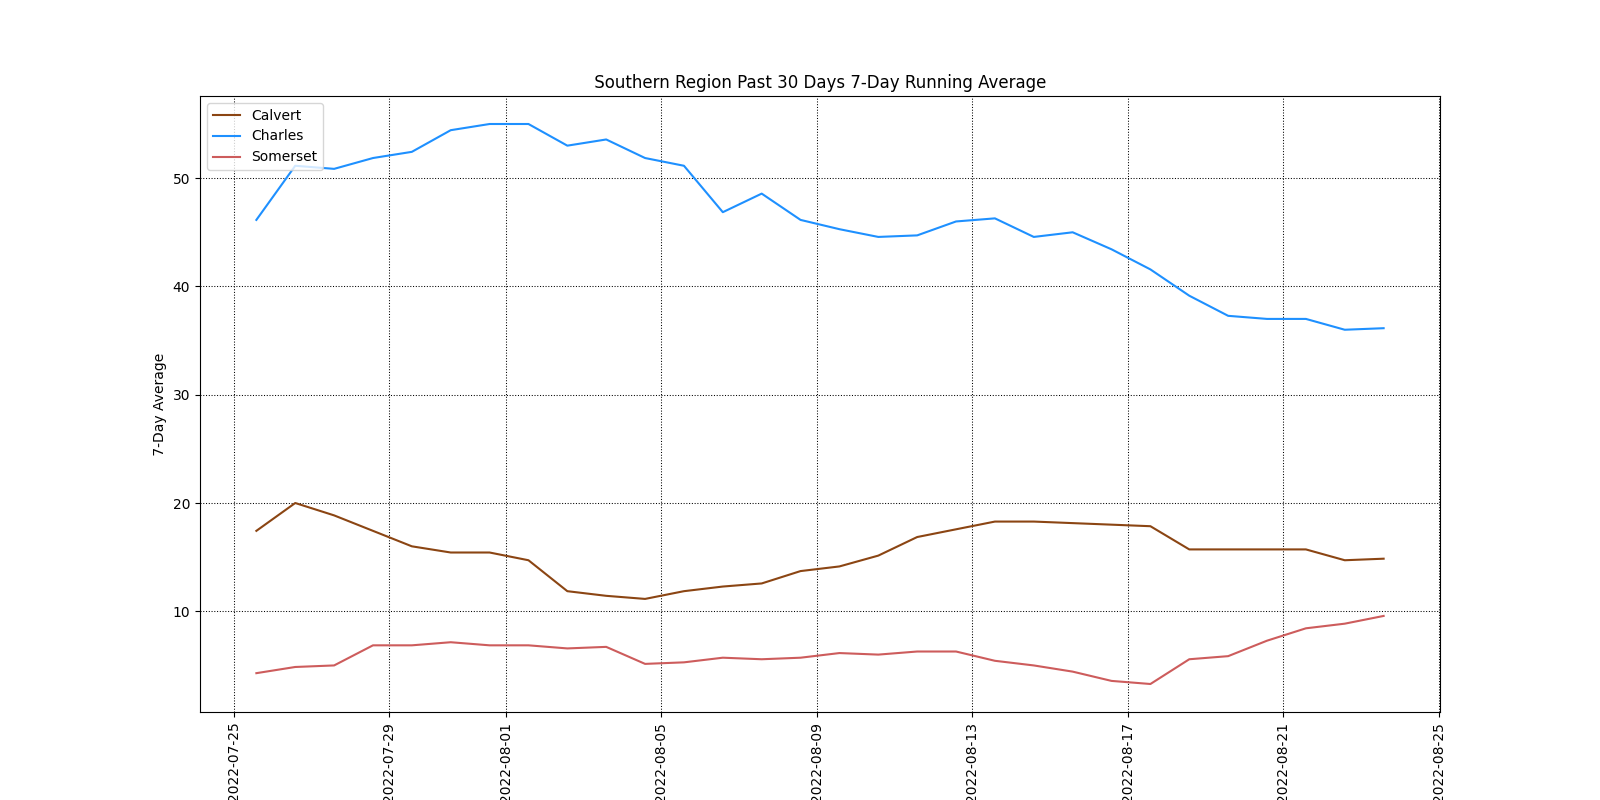 Southern Region Past 30 Days 7-Day Running Average
Calvert
Charles
Somerset
7-Day Average
50
40
30
20
10
2022-07-25
2022-07-29
2022-08-01
2022-08-05
2022-08-09
2022-08-13
2022-08-17
2022-08-21
2022-08-25